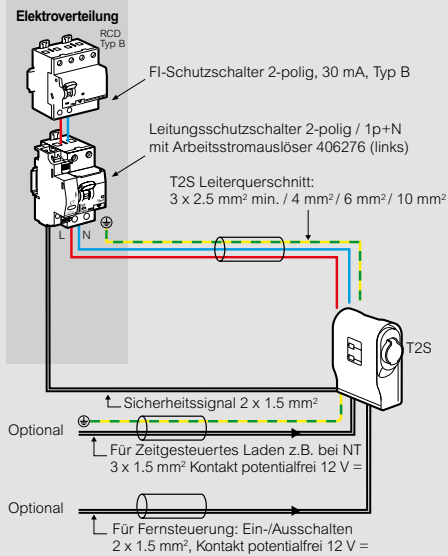 Elektroverteilung
RCD
Typ B
FI-Schutzschalter 2-polig, 30 mA, Typ B
Leitungsschutzschalter 2-polig / 1p+N
mit Arbeitsstromauslöser 406276 (links)
T2S Leiterquerschnitt:
3 x 2.5 mm² min. / 4 mm² / 6 mm² / 10 mm²
L N
T2S
Sicherheitssignal 2 x 1.5 mm²
Optional
Für Zeitgesteuertes Laden z.B. bei NT
3 x 1.5 mm² Kontakt potentialfrei 12 V =
Optional
Für Fernsteuerung: Ein-/Ausschalten
2 x 1.5 mm², Kontakt potentialfrei 12 V =